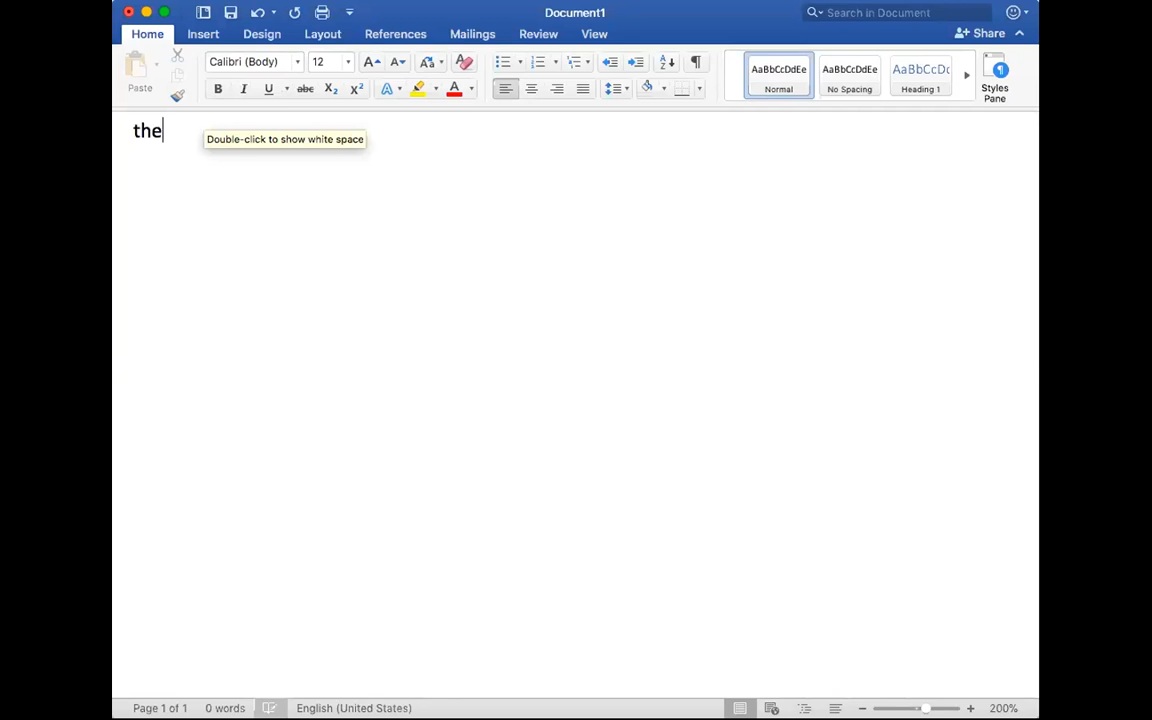 Document1
Search in Document
Home Insert Design Layout References Mailings Review View Share
Paste
Calibri (Body) 12
B I U abc X2 X2 A A
AaBbCcDdEe AaBbCcDdEe AaBbCcDc
Normal No Spacing Heading 1
Styles
Pane
the
Double-click to show white space
Page 1 of 1 0 words English (United States) 200%